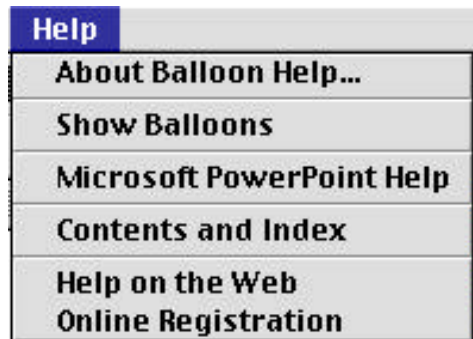 Help
About Balloon Help...
Show Balloons
Microsoft PowerPoint Help
Contents and Index
Help on the Web
Online Registration